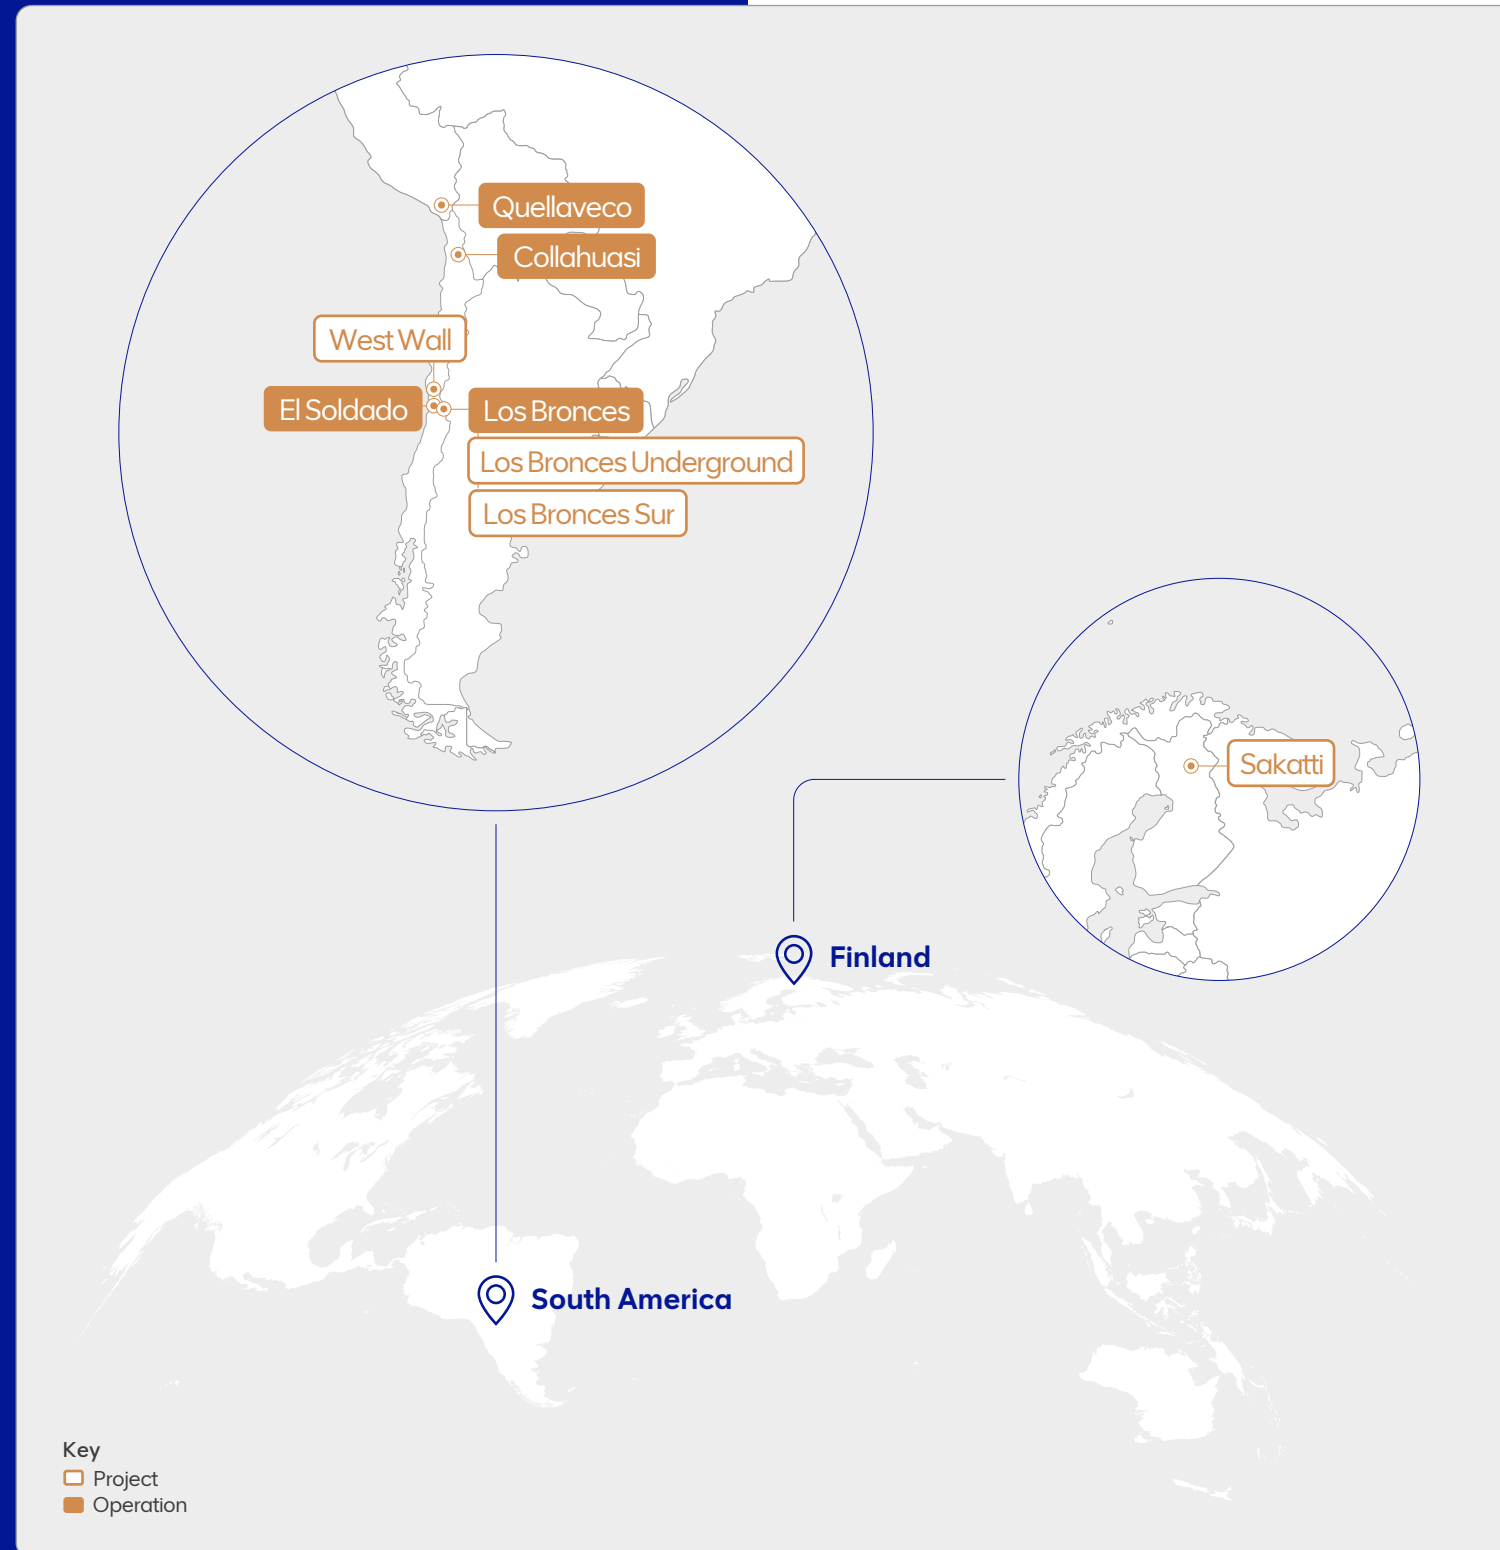 Quellaveco
Collahuasi
West Wall
El Soldado
Los Bronces
Los Bronces Underground
Los Bronces Sur
Sakatti
Finland
South America
Key
Project
Operation